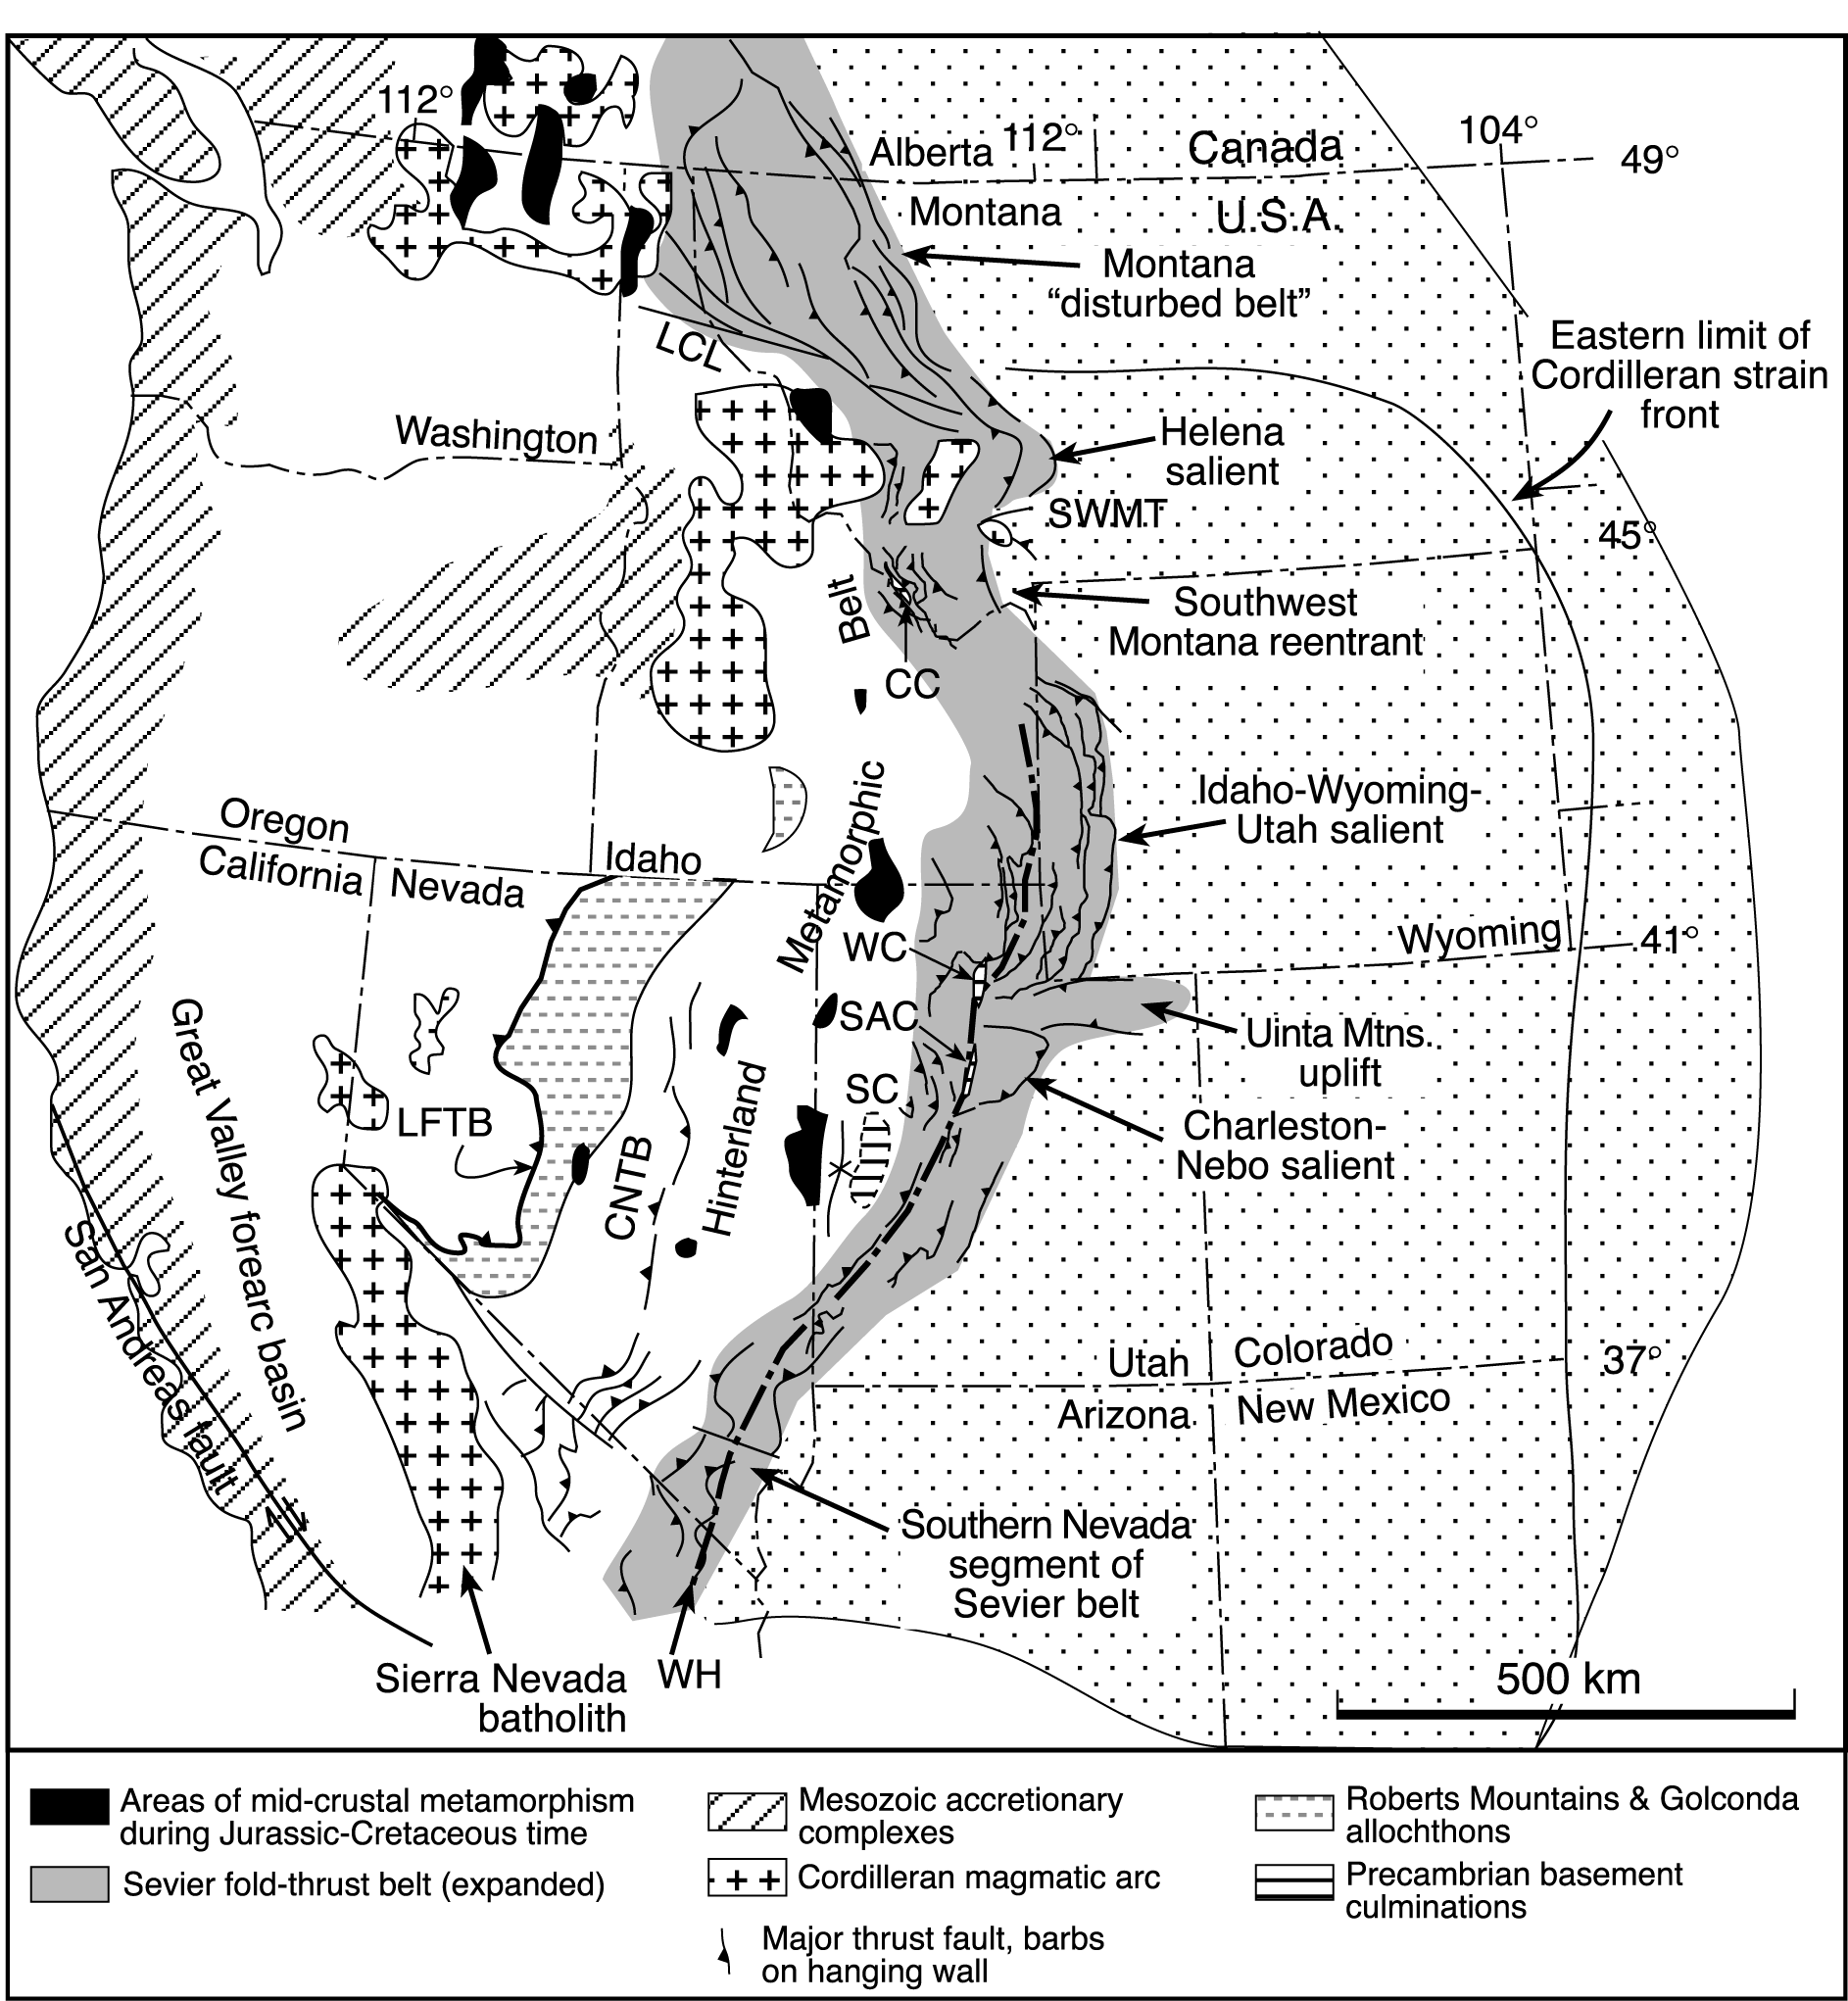 112°
Alberta
112°
Canada
104°
49°
Montana
U.S.A.
Montana
“disturbed belt”
LCL
Eastern limit of
Cordilleran strain
front
Washington
Helena
salient
SWMT
45°
Belt
Southwest
Montana reentrant
CC
Metamorphic
Idaho-Wyoming-
Utah salient
Oregon
California
Nevada
Idaho
WC
Wyoming
41°
SAC
Uinta Mtns.
uplift
Great Valley forearc basin
LFTB
SC
Hinterland
CNTB
Charleston-
Nebo salient
San Andreas fault
Utah
Colorado
37°
Arizona
New Mexico
Southern Nevada
segment of
Sevier belt
Sierra Nevada
batholith
WH
500 km
Areas of mid-crustal metamorphism
during Jurassic-Cretaceous time
Sevier fold-thrust belt (expanded)
Mesozoic accretionary
complexes
Cordilleran magmatic arc
Major thrust fault, barbs
on hanging wall
Roberts Mountains & Golconda
allochthons
Precambrian basement
culminations